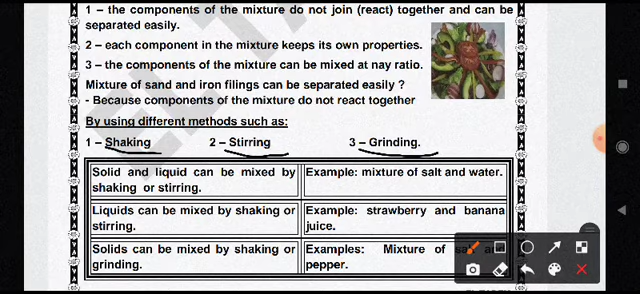 1 – the components of the mixture do not join (react) together and can be
separated easily.
2 – each component in the mixture keeps its own properties.
3 – the components of the mixture can be mixed at nay ratio.
Mixture of sand and iron filings can be separated easily ?
- Because components of the mixture do not react together
By using different methods such as:
1 – Shaking 2 – Stirring 3 – Grinding.
Solid and liquid can be mixed by
shaking or stirring.
Example: mixture of salt and water.
Liquids can be mixed by shaking or
stirring.
Example: strawberry and banana
juice.
Solids can be mixed by shaking or
grinding.
Examples: Mixture of
pepper.